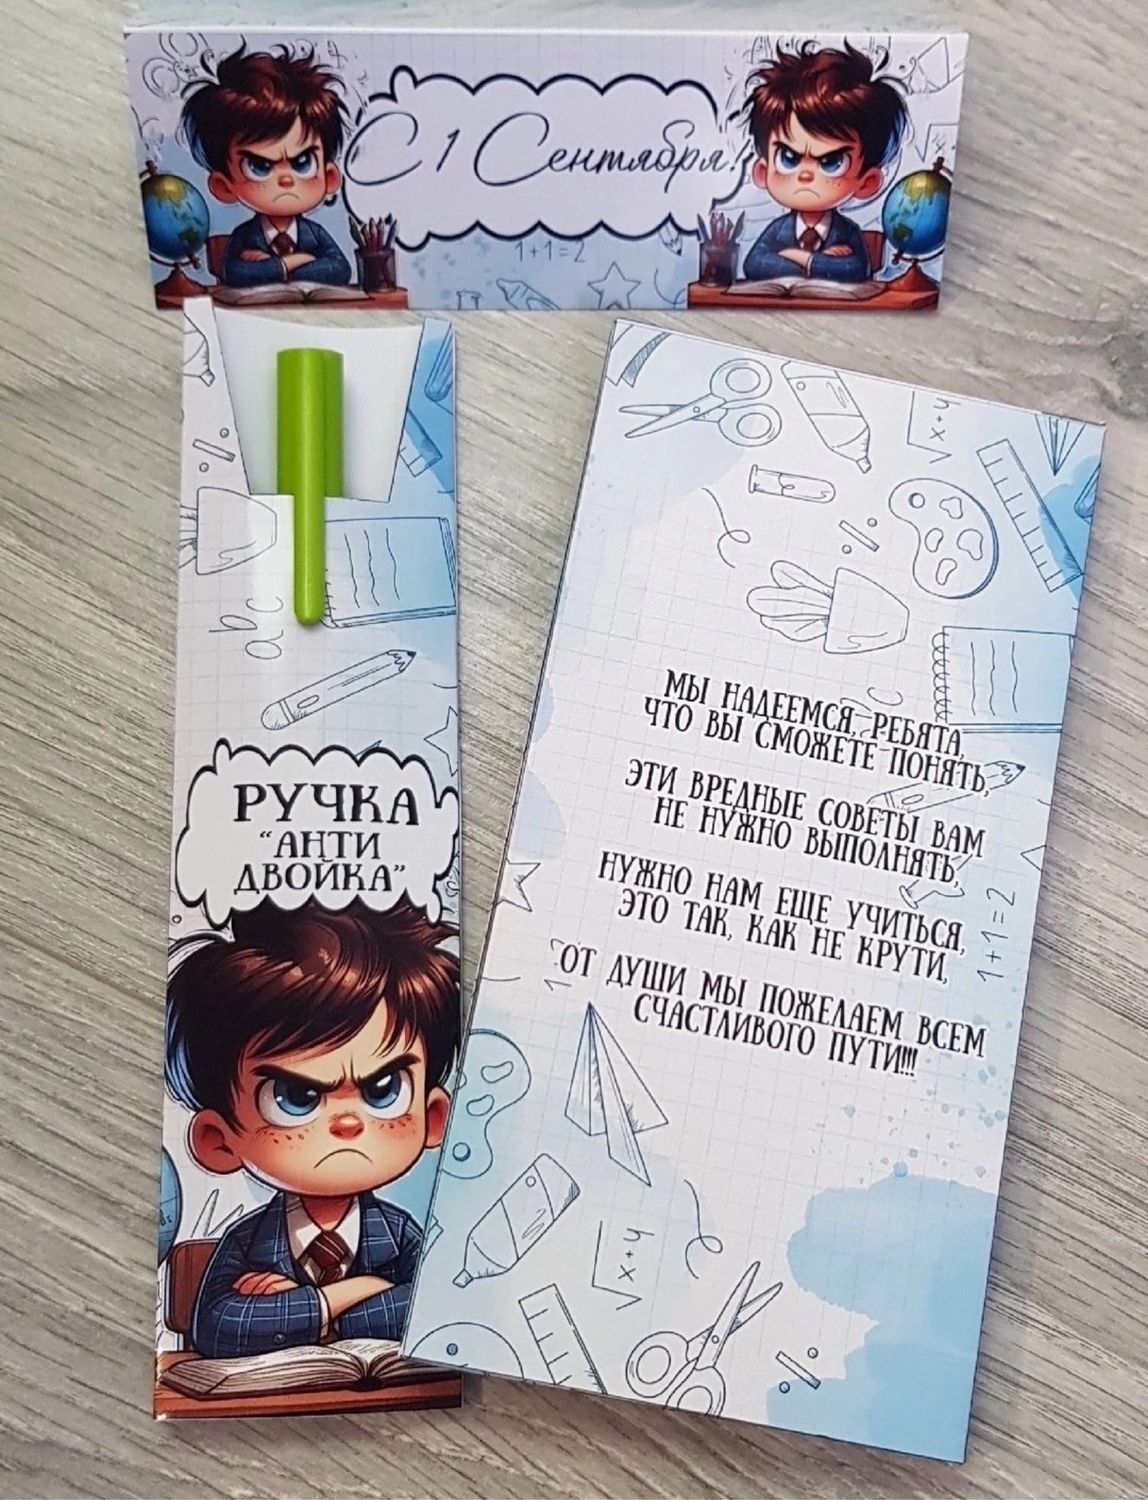 С 1 Сентября!
1+1=2
√x+y
abc
РУЧКА
“АНТИ
ДВОЙКА”
МЫ НАДЕЕМСЯ, РЕБЯТА,
ЧТО ВЫ СМОЖЕТЕ ПОНЯТЬ,
ЭТИ ВРЕДНЫЕ СОВЕТЫ ВАМ
НЕ НУЖНО ВЫПОЛНЯТЬ,
НУЖНО НАМ ЕЩЕ УЧИТЬСЯ,
ЭТО ТАК, КАК НЕ КРУТИ,
ОТ ДУШИ МЫ ПОЖЕЛАЕМ ВСЕМ
СЧАСТЛИВОГО ПУТИ!!!
1+1=2
√x+y